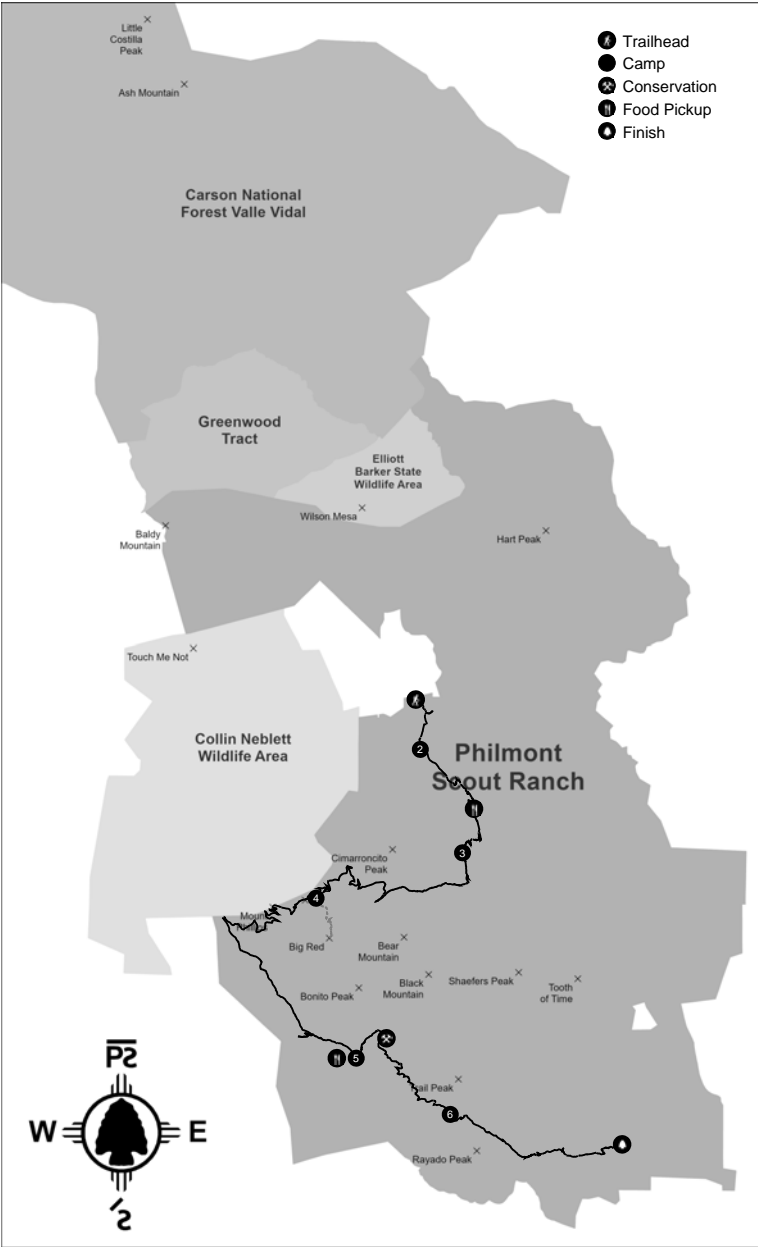 Little
Costilla
Peak
Ash Mountain
Trailhead
Camp
Conservation
Food Pickup
Finish
Carson National
Forest Valle Vidal
Greenwood
Tract
Elliott
Barker State
Wildlife Area
Wilson Mesa
Baldy
Mountain
Hart Peak
Touch Me Not
Collin Neblett
Wildlife Area
2
Philmont
Scout Ranch
3
Cimarroncito
Peak
4
Mount
Big Red
Bear
Mountain
Black
Mountain
Bonito Peak
Shaefers Peak
Tooth
of Time
5
Peak
6
Rayado Peak
W
E